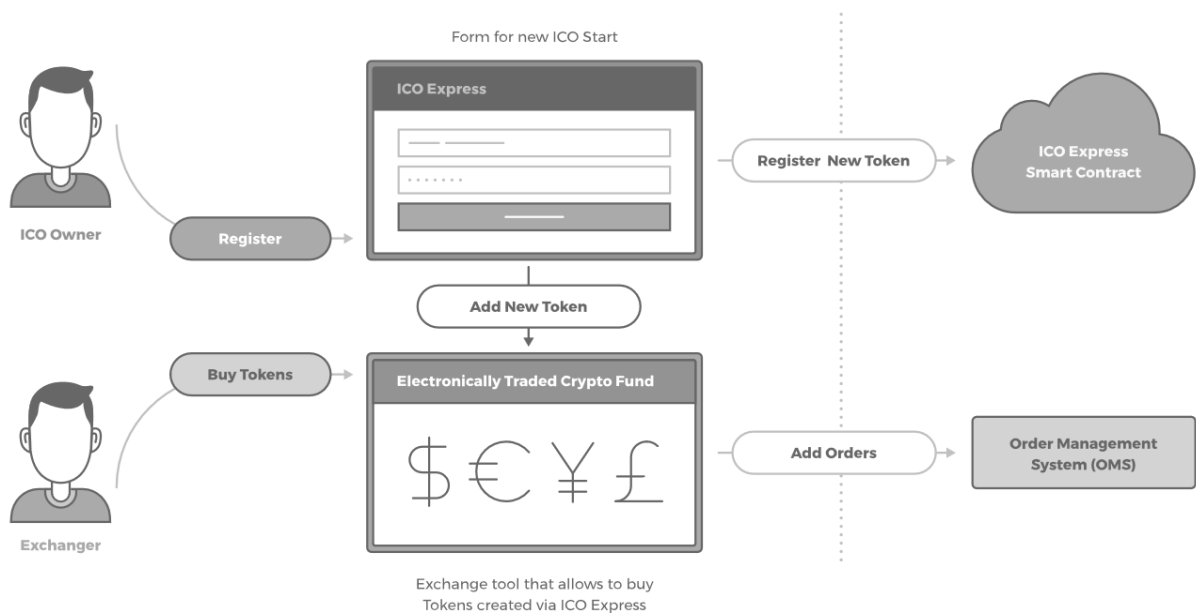 Form for new ICO Start
ICO Express
ICO Owner
Register
Register New Token
ICO Express
Smart Contract
Add New Token
Buy Tokens
Exchanger
Electronically Traded Crypto Fund
$ € ¥ £
Add Orders
Order Management
System (OMS)
Exchange tool that allows to buy
Tokens created via ICO Express